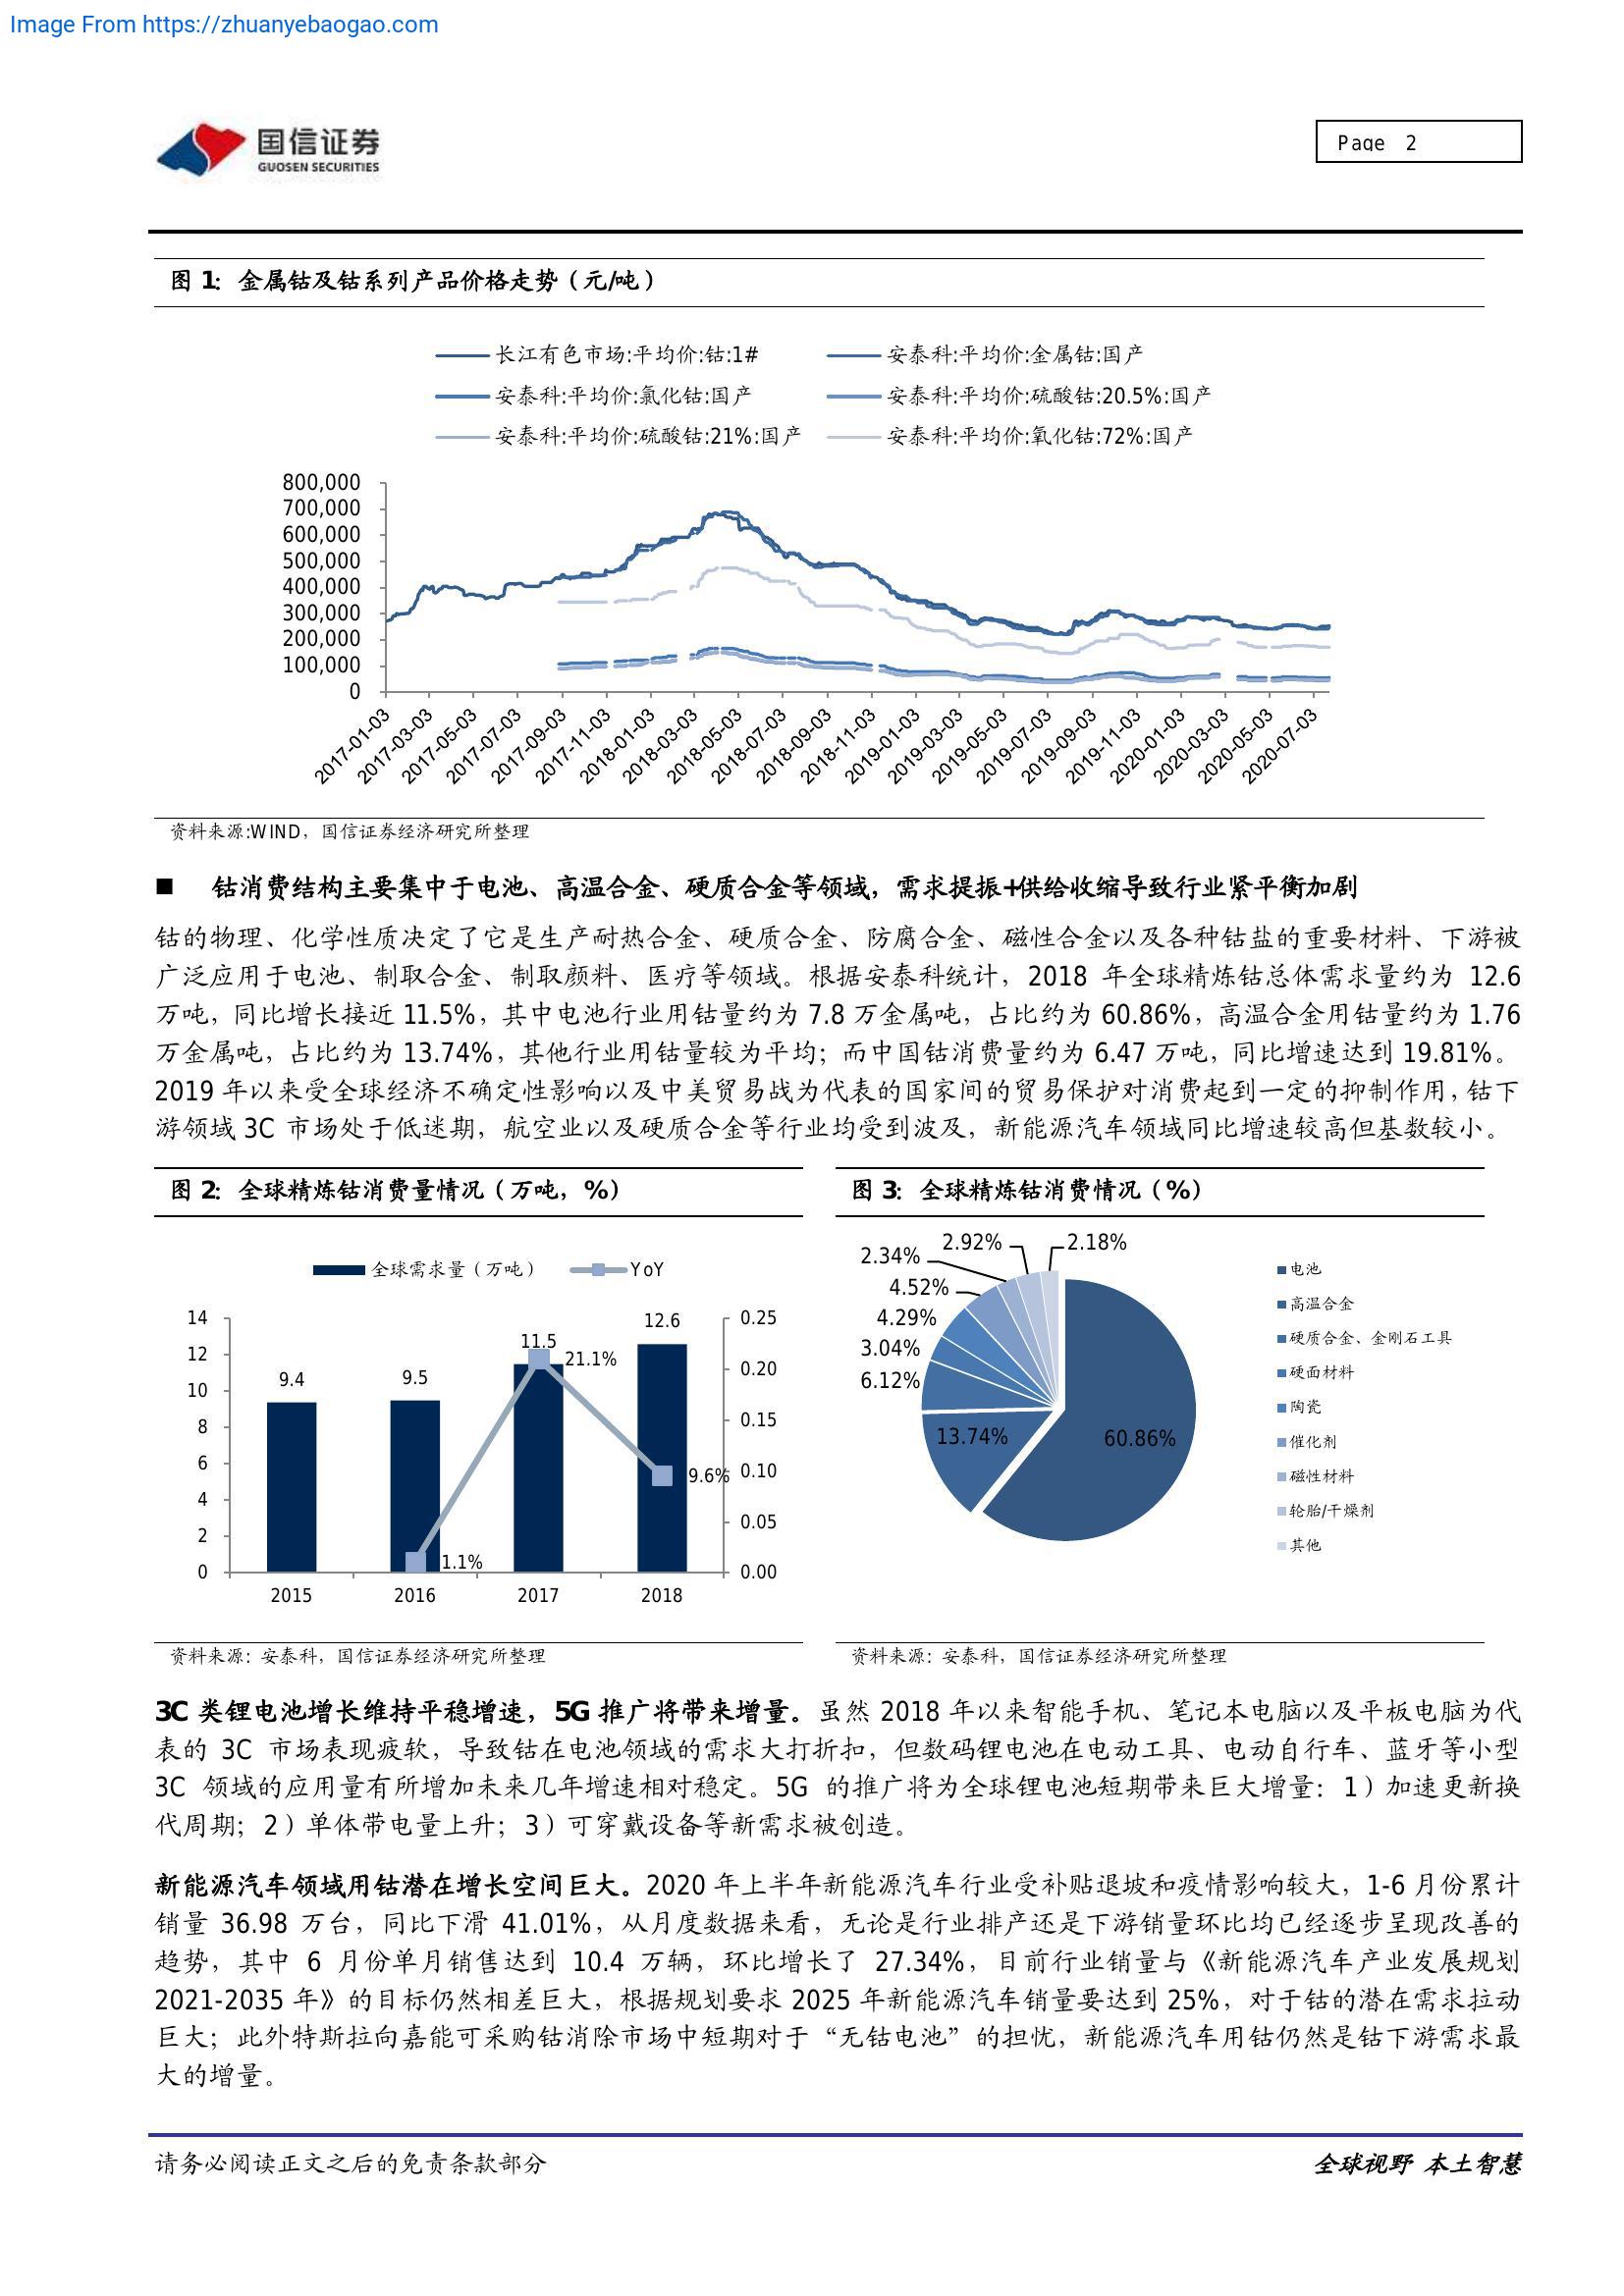 Image From https://zhuanyebaogao.com
国信证券
GUOSEN SECURITIES
Page 2
图 1：金属钴及钴系列产品价格走势（元/吨）
长江有色市场:平均价:钴:1#
安泰科:平均价:金属钴:国产
安泰科:平均价:氯化钴:国产
安泰科:平均价:硫酸钴:20.5%:国产
安泰科:平均价:硫酸钴:21%:国产
安泰科:平均价:氧化钴:72%:国产
800,000
700,000
600,000
500,000
400,000
300,000
200,000
100,000
0
2017-01-03
2017-03-03
2017-05-03
2017-07-03
2017-09-03
2017-11-03
2018-01-03
2018-03-03
2018-05-03
2018-07-03
2018-09-03
2018-11-03
2019-01-03
2019-03-03
2019-05-03
2019-07-03
2019-09-03
2019-11-03
2020-01-03
2020-03-03
2020-05-03
2020-07-03
资料来源:WIND，国信证券经济研究所整理
■ 钴消费结构主要集中于电池、高温合金、硬质合金等领域，需求提振+供给收缩导致行业紧平衡加剧
钴的物理、化学性质决定了它是生产耐热合金、硬质合金、防腐合金、磁性合金以及各种钴盐的重要材料、下游被
广泛应用于电池、制取合金、制取颜料、医疗等领域。根据安泰科统计，2018 年全球精炼钴总体需求量约为 12.6
万吨，同比增长接近 11.5%，其中电池行业用钴量约为 7.8 万金属吨，占比约为 60.86%，高温合金用钴量约为 1.76
万金属吨，占比约为 13.74%，其他行业用钴量较为平均；而中国钴消费量约为 6.47 万吨，同比增速达到 19.81%。
2019 年以来受全球经济不确定性影响以及中美贸易战为代表的国家间的贸易保护对消费起到一定的抑制作用，钴下
游领域 3C 市场处于低迷期，航空业以及硬质合金等行业均受到波及，新能源汽车领域同比增速较高但基数较小。
图 2：全球精炼钴消费量情况（万吨，%）
全球需求量（万吨）
YoY
14
12
10
8
6
4
2
0
9.4
9.5
11.5
12.6
1.1%
21.1%
9.6%
0.25
0.20
0.15
0.10
0.05
0.00
2015
2016
2017
2018
资料来源：安泰科，国信证券经济研究所整理
图 3：全球精炼钴消费情况（%）
2.34%
2.92%
2.18%
4.52%
4.29%
3.04%
6.12%
13.74%
60.86%
电池
高温合金
硬质合金、金刚石工具
硬面材料
陶瓷
催化剂
磁性材料
轮胎/干燥剂
其他
资料来源：安泰科，国信证券经济研究所整理
3C 类锂电池增长维持平稳增速，5G 推广将带来增量。虽然 2018 年以来智能手机、笔记本电脑以及平板电脑为代
表的 3C 市场表现疲软，导致钴在电池领域的需求大打折扣，但数码锂电池在电动工具、电动自行车、蓝牙等小型
3C 领域的应用量有所增加未来几年增速相对稳定。5G 的推广将为全球锂电池短期带来巨大增量：1）加速更新换
代周期；2）单体带电量上升；3）可穿戴设备等新需求被创造。
新能源汽车领域用钴潜在增长空间巨大。2020 年上半年新能源汽车行业受补贴退坡和疫情影响较大，1-6 月份累计
销量 36.98 万台，同比下滑 41.01%，从月度数据来看，无论是行业排产还是下游销量环比均已经逐步呈现改善的
趋势，其中 6 月份单月销售达到 10.4 万辆，环比增长了 27.34%，目前行业销量与《新能源汽车产业发展规划
2021-2035 年》的目标仍然相差巨大，根据规划要求 2025 年新能源汽车销量要达到 25%，对于钴的潜在需求拉动
巨大；此外特斯拉向嘉能可采购钴消除市场中短期对于“无钴电池”的担忧，新能源汽车用钴仍然是钴下游需求最
大的增量。
请务必阅读正文之后的免责条款部分
全球视野 本土智慧